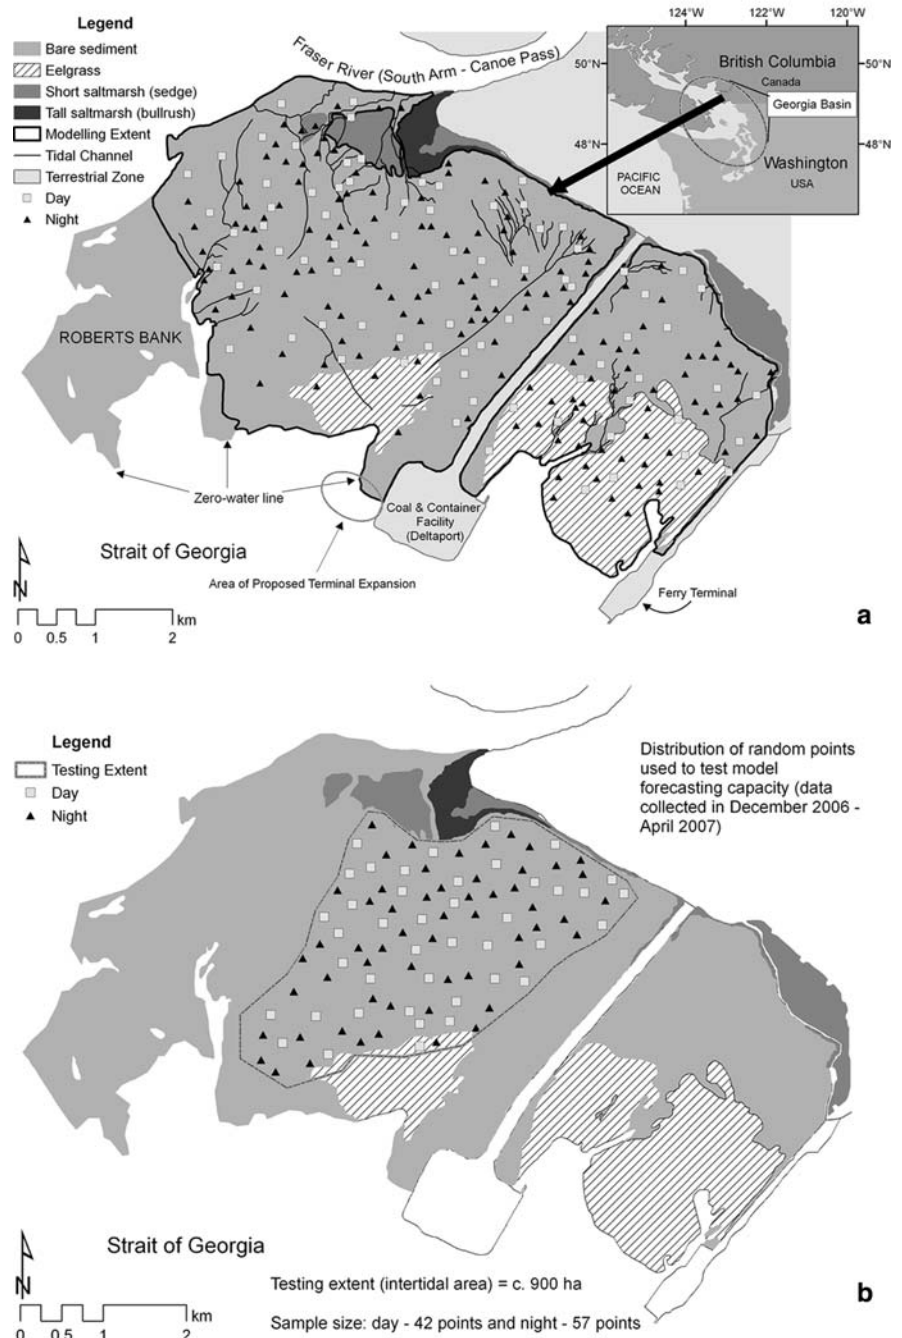 Legend
Bare sediment
Eelgrass
Short saltmarsh (sedge)
Tall saltmarsh (bullrush)
Modelling Extent
Tidal Channel
Terrestrial Zone
Day
Night
Fraser River (South Arm - Canoe Pass)
124°W 122°W 120°W
50°N 50°N
48°N 48°N
British Columbia
Canada
Georgia Basin
Washington
USA
PACIFIC
OCEAN
ROBERTS BANK
Zero-water line
Coal & Container
Facility
(Deltaport)
Strait of Georgia
Area of Proposed Terminal Expansion
Ferry Terminal
N
km
0 0.5 1 2
a
Legend
Testing Extent
Day
Night
Distribution of random points
used to test model
forecasting capacity (data
collected in December 2006 -
April 2007)
Strait of Georgia
N
km
0 0.5 1 2
Testing extent (intertidal area) = c. 900 ha
Sample size: day - 42 points and night - 57 points
b